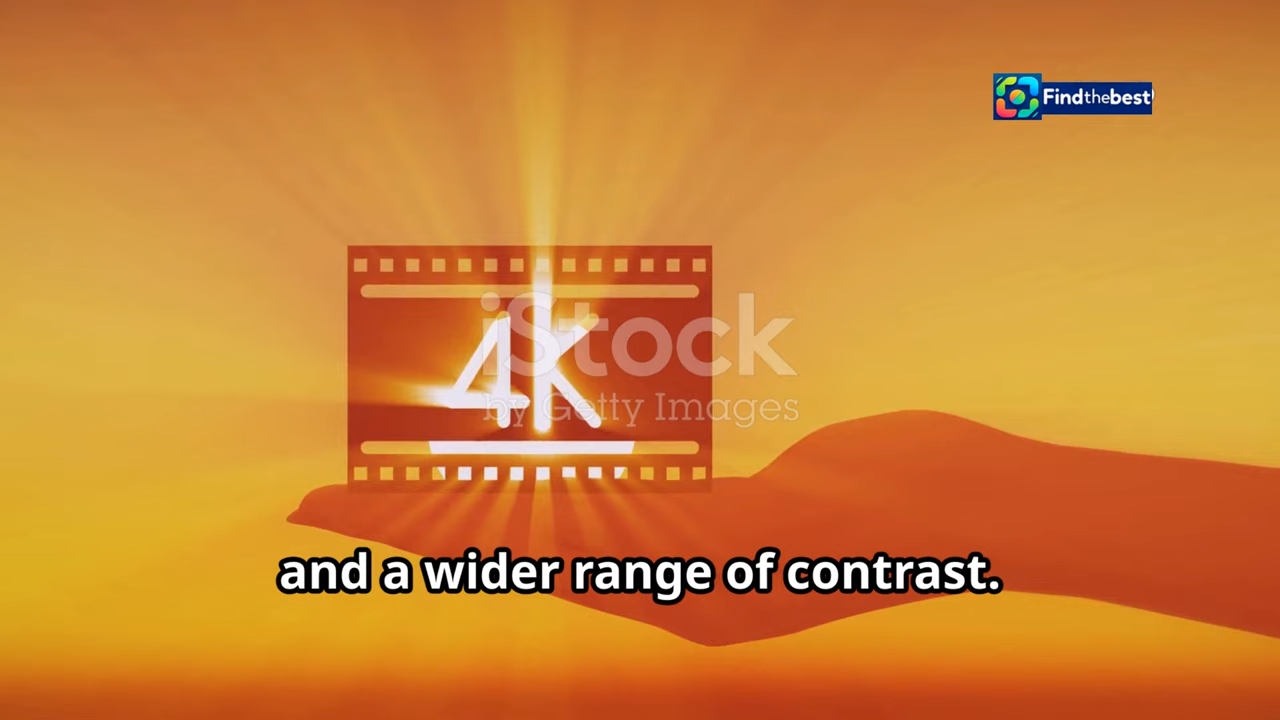 Findthebest
4K
iStock
by Getty Images
and a wider range of contrast.